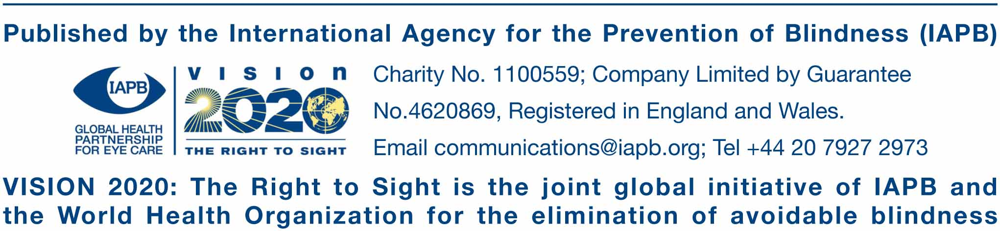 Published by the International Agency for the Prevention of Blindness (IAPB)
IAPB
GLOBAL HEALTH
PARTNERSHIP
FOR EYE CARE
VISION
2020
THE RIGHT TO SIGHT
Charity No. 1100559; Company Limited by Guarantee
No.4620869, Registered in England and Wales.
Email communications@iapb.org; Tel +44 20 7927 2973
VISION 2020: The Right to Sight is the joint global initiative of IAPB and
the World Health Organization for the elimination of avoidable blindness